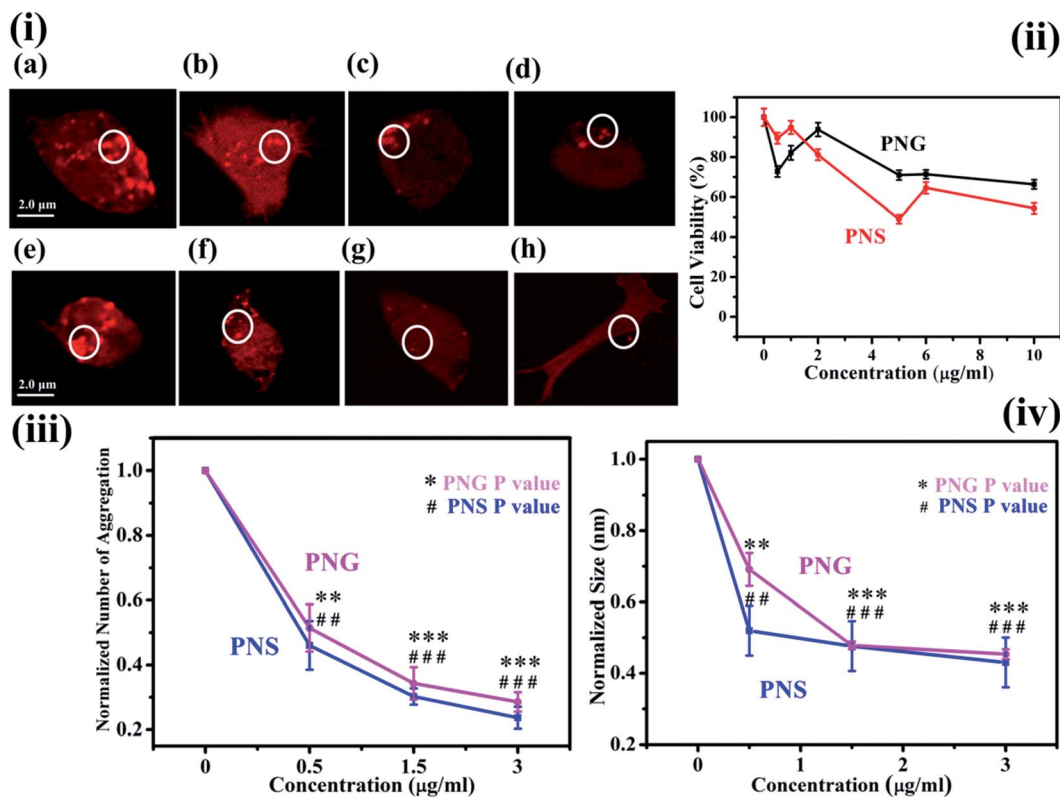 (i)
(ii)
(a)
(b)
(c)
(d)
2.0 μm
(e)
(f)
(g)
(h)
2.0 μm
Cell Viability (%)
100
80
60
40
20
0
PNG
PNS
0 2 4 6 8 10
Concentration (μg/ml)
(iii)
Normalized Number of Aggregation
1.0
0.8
0.6
0.4
0.2
* PNG P value
# PNS P value
PNG
PNS
**
##
***
###
***
###
0 0.5 1.5 3
Concentration (μg/ml)
(iv)
Normalized Size (nm)
1.0
0.8
0.6
0.4
0.2
* PNG P value
# PNS P value
**
##
PNG
PNS
***
###
***
###
0 1 2 3
Concentration (μg/ml)